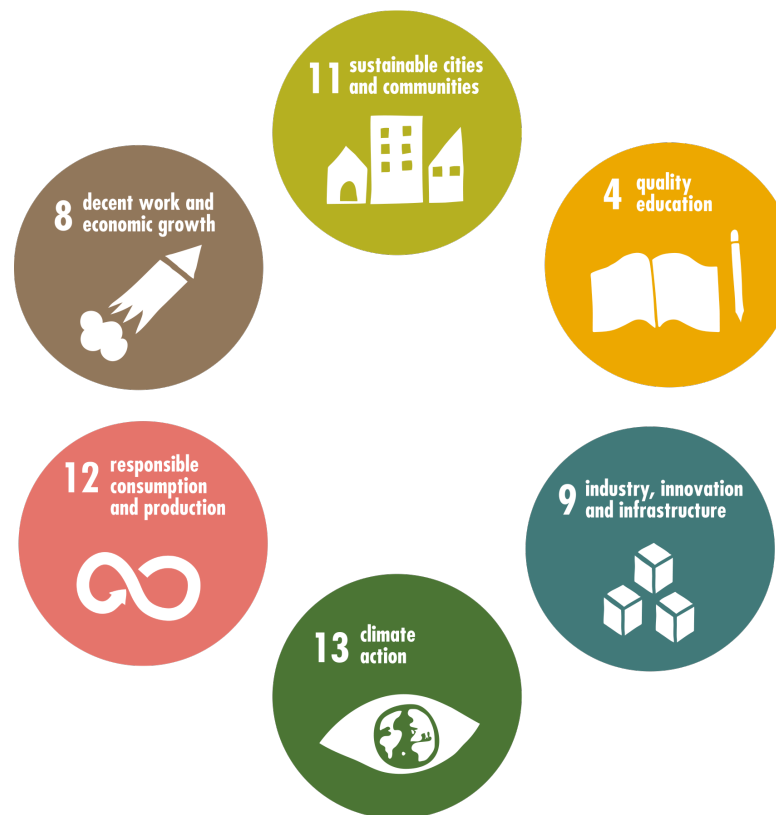 11 sustainable cities
and communities
4 quality
education
8 decent work and
economic growth
12 responsible
consumption
and production
9 industry, innovation
and infrastructure
13 climate
action